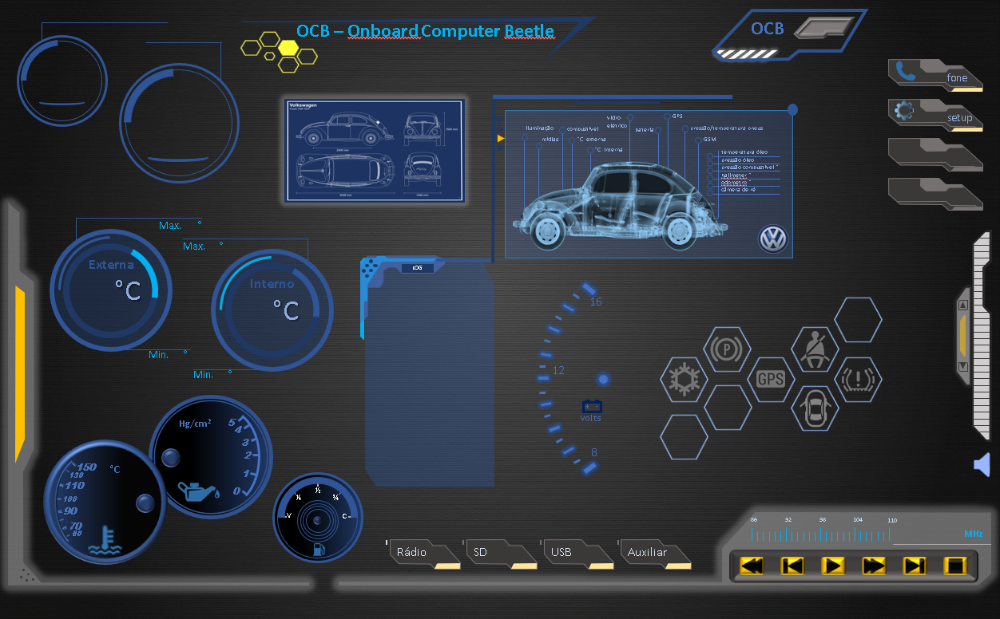 OCB – Onboard Computer Beetle
OCB
fone
setup
Volkswagen
vidro
elétrico
GPS
iluminação
combustível
bateria
pressão/temperatura pneus
mídias
°C externa
GSM
°C Interna
temperatura óleo
pressão óleo
pressão combustível
odometro
câmera de ré
Max. °
Max. °
Externa
°C
Interno
°C
Min. °
Min. °
LOG
16
12
volts
8
P
GPS
Hg/cm²
5
4
3
2
1
0
°C
150
130
110
100
90
70
60
V
¼
½
¾
C
Rádio
SD
USB
Auxiliar
86
92
98
104
110
MHz